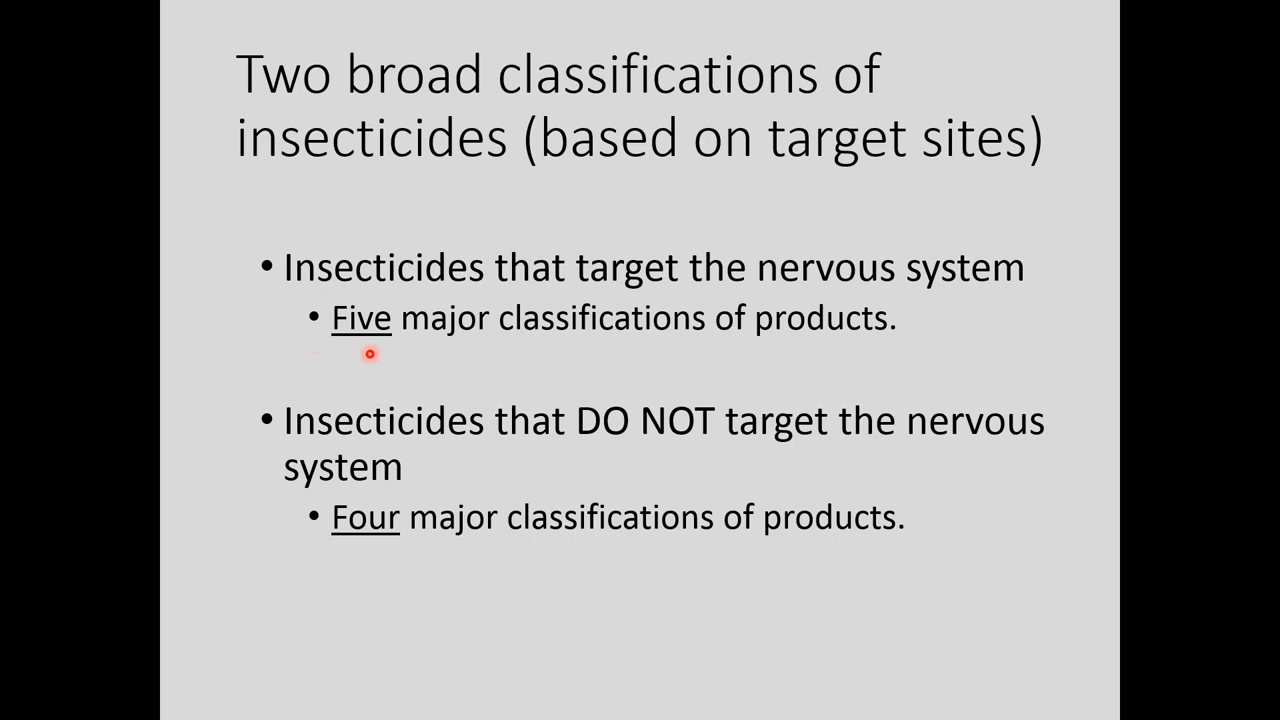 Two broad classifications of
insecticides (based on target sites)
• Insecticides that target the nervous system
• Five major classifications of products.
• Insecticides that DO NOT target the nervous
system
• Four major classifications of products.